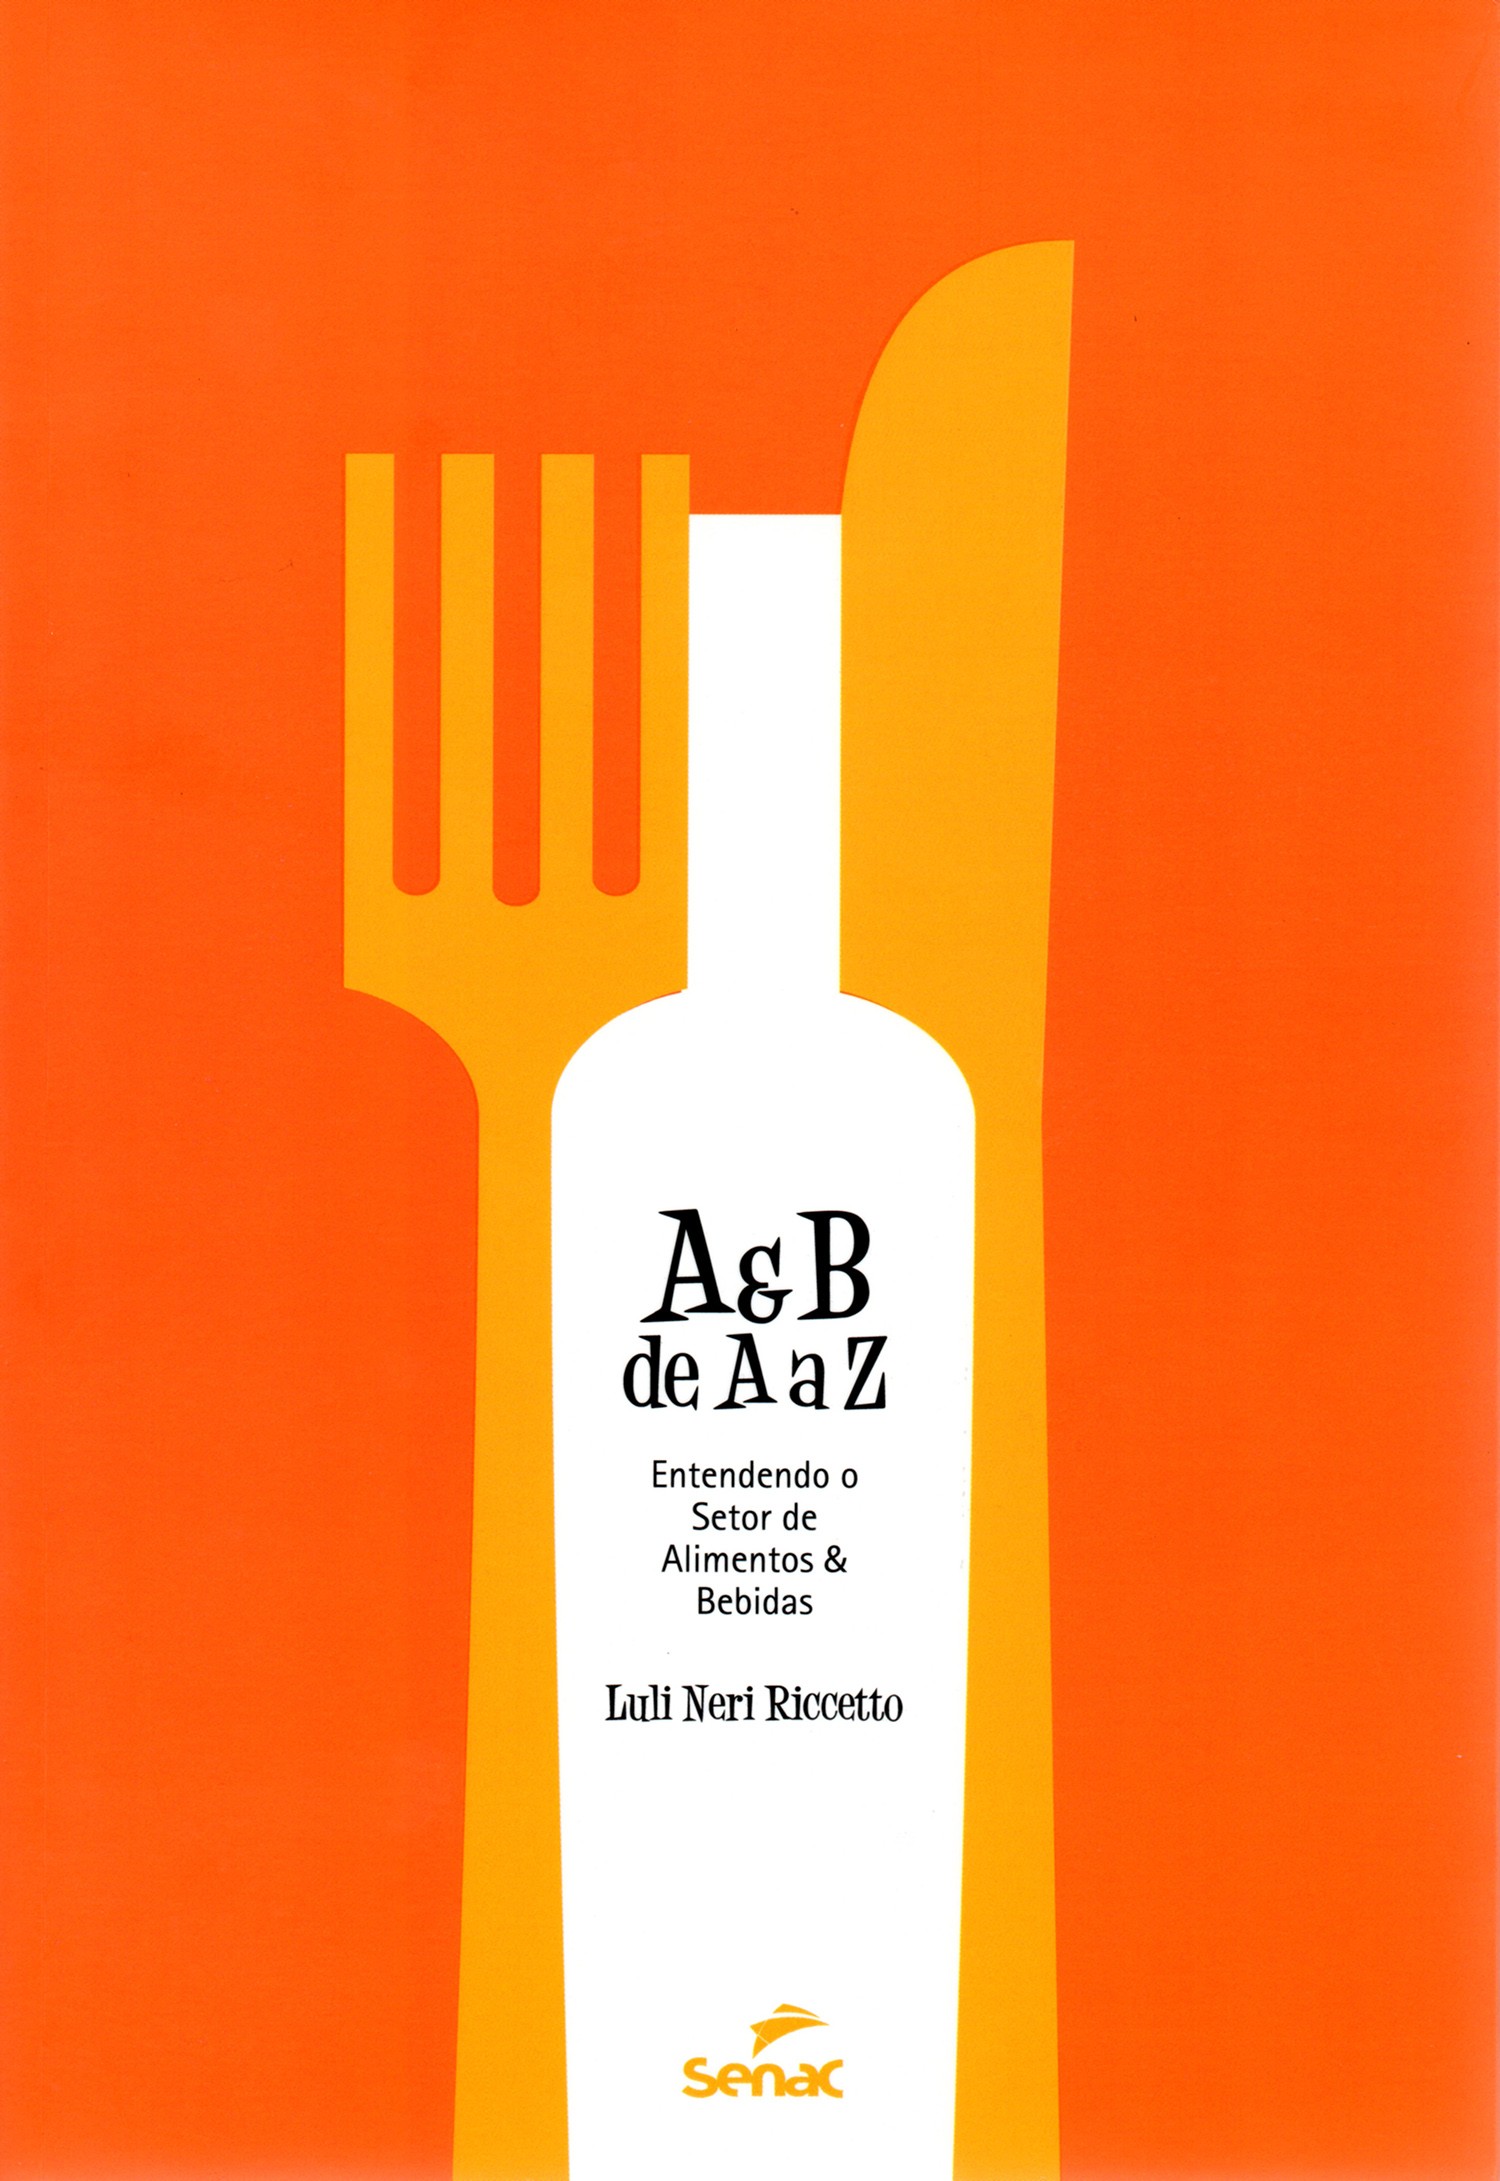 A&B
de A a Z
Entendendo o
Setor de
Alimentos &
Bebidas
Luli Neri Riccetto
senac